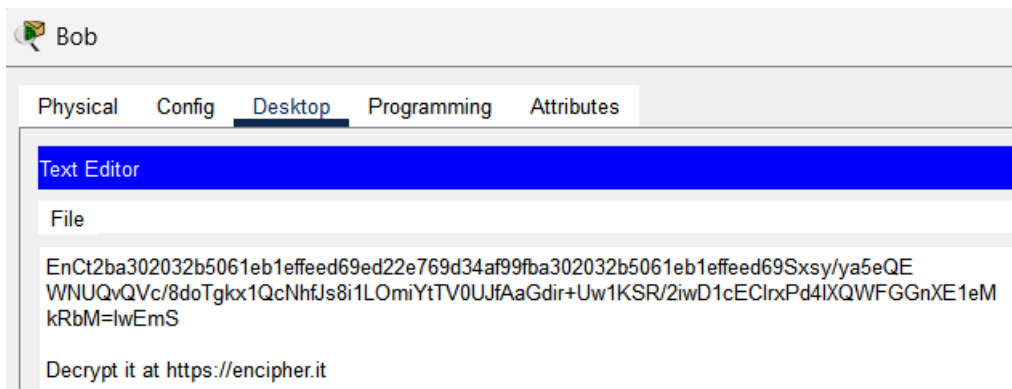 Bob
Physical Config Desktop Programming Attributes
Text Editor
File
EnCt2ba302032b5061eb1effeed69ed22e769d34af99fba302032b5061eb1effeed69Sxsy/ya5eQE
WNUQvQVc/8doTgkx1QcNhfJs8i1LOmiYtTV0UJfAaGdir+Uw1KSR/2iwD1cEClrxPd4lXQWFGGnXE1eM
kRbM=IwEmS
Decrypt it at https://encipher.it